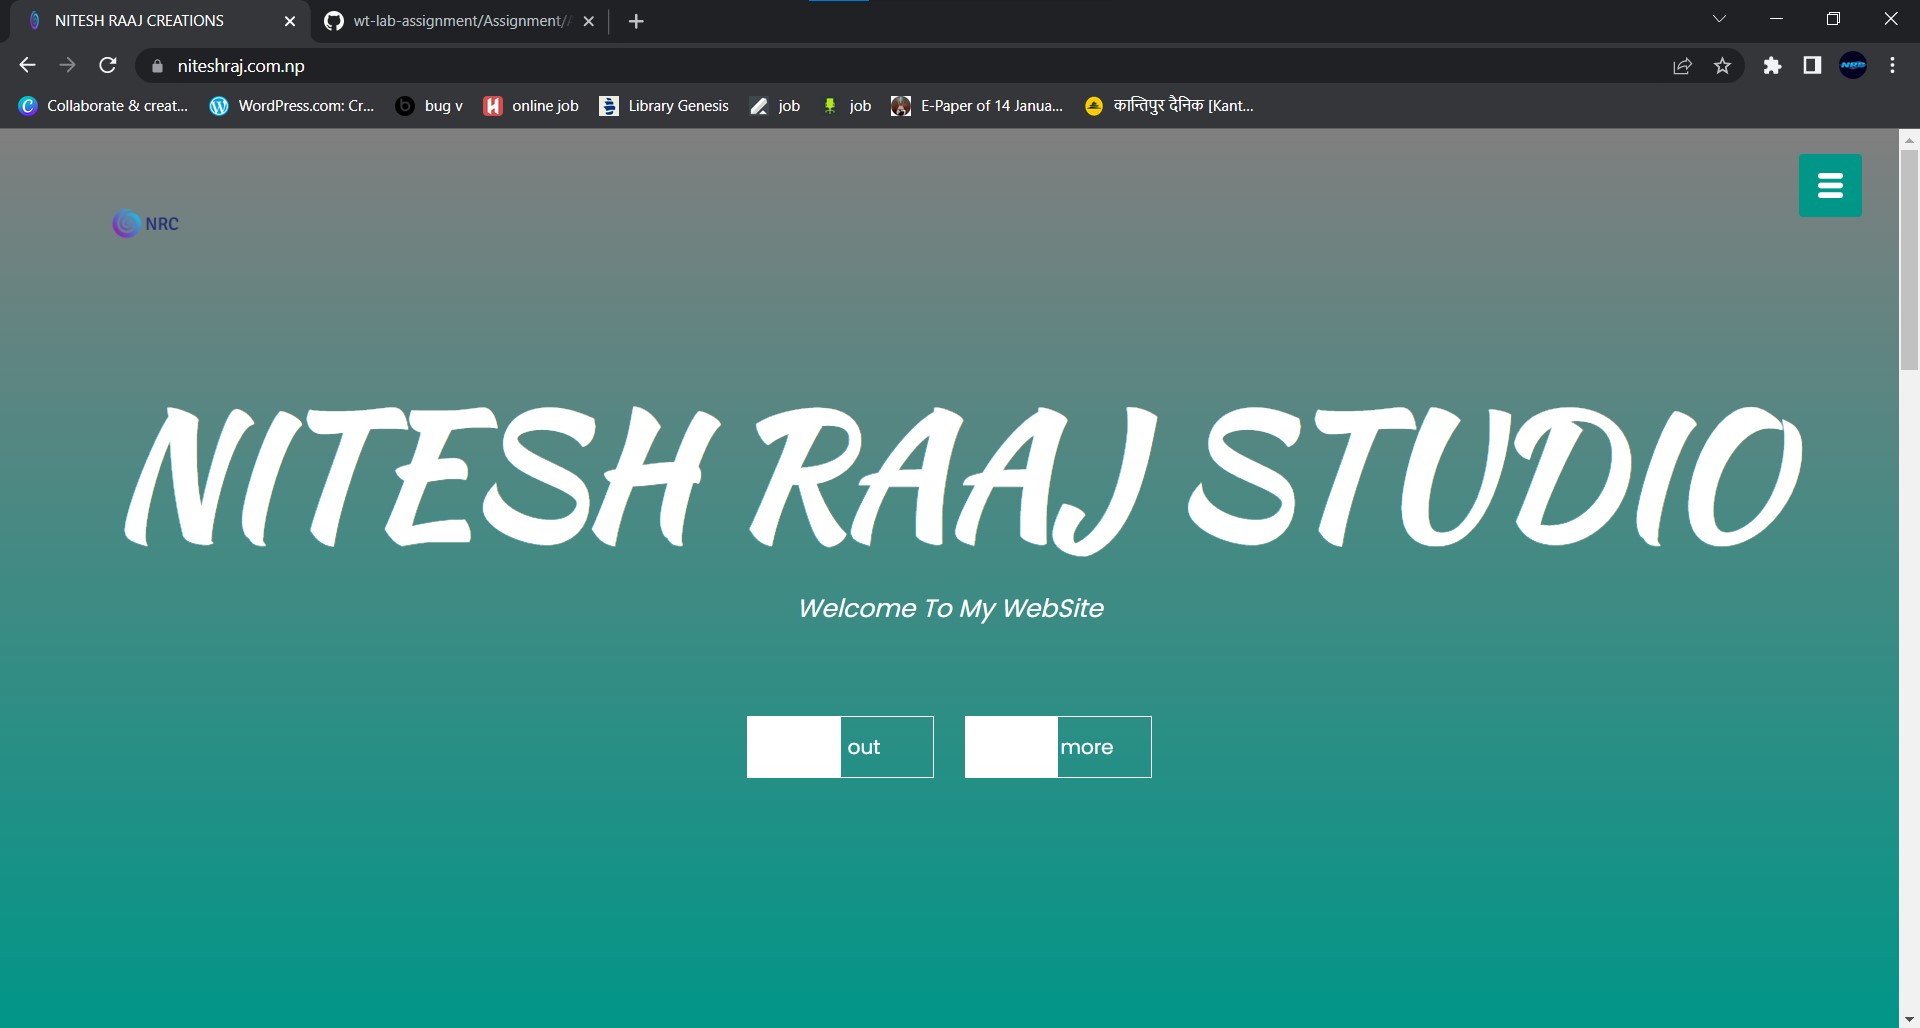 NITESH RAAJ CREATIONS
wt-lab-assignment/Assignment/
niteshraj.com.np
Collaborate & creat... WordPress.com: Cr... bug v online job Library Genesis job job E-Paper of 14 Janua... कान्तिपुर दैनिक [Kant...
NRC
NITESH RAAJ STUDIO
Welcome To My WebSite
out
more